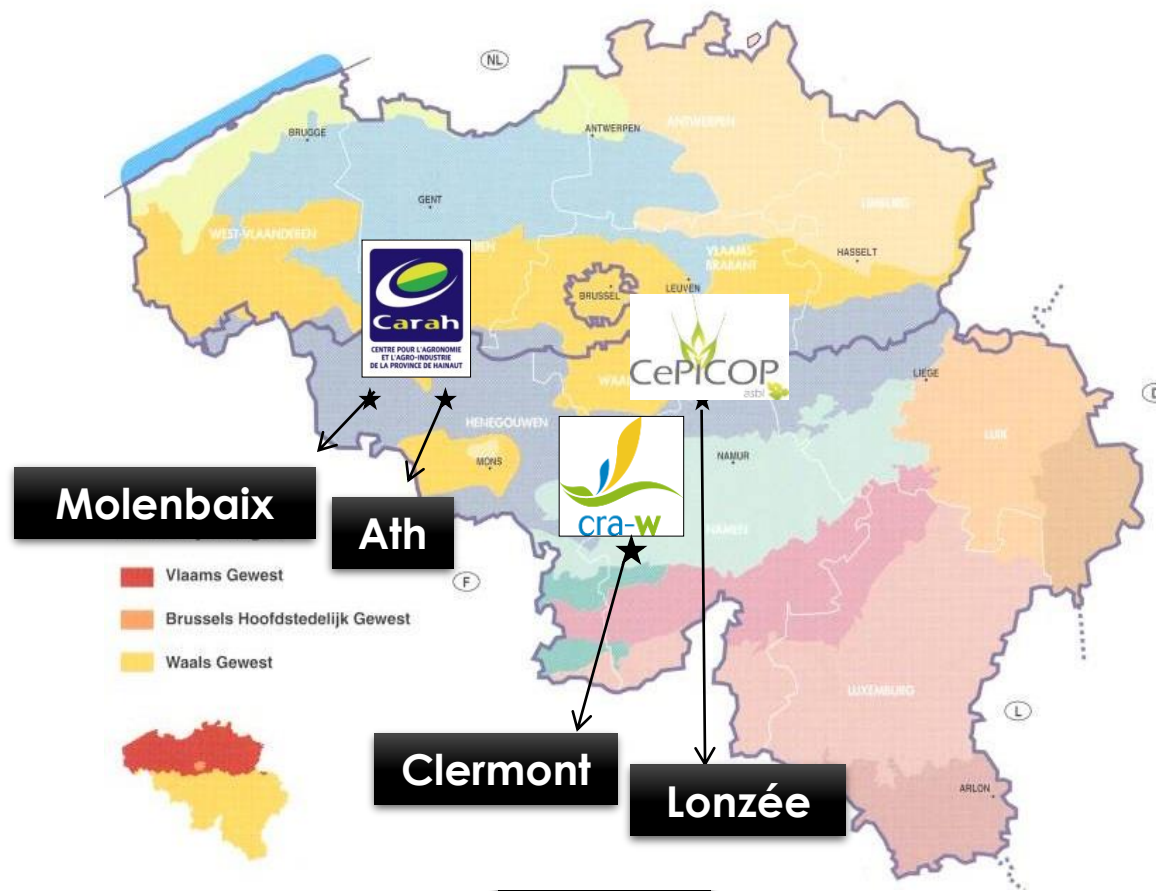 NL
BRUGGE
ANTWERPEN
ANTWERPEN
GENT
LIMBURG
WEST-VLAANDEREN
HASSELT
VLAAMS-
BRABANT
LEUVEN
BRUSSEL
Carah
CENTRE POUR L'AGRONOMIE
ET L'AGRO-INDUSTRIE
DE LA PROVINCE DE HAINAUT
CePiCOP
asbl
LIEGE
D
HENEGOUWEN
LUIK
MONS
NAMUR
NAMEN
cra-w
Molenbaix
Ath
F
Vlaams Gewest
Brussels Hoofdstedelijk Gewest
Waals Gewest
LUXEMBURG
L
Clermont
Lonzée
ARLON